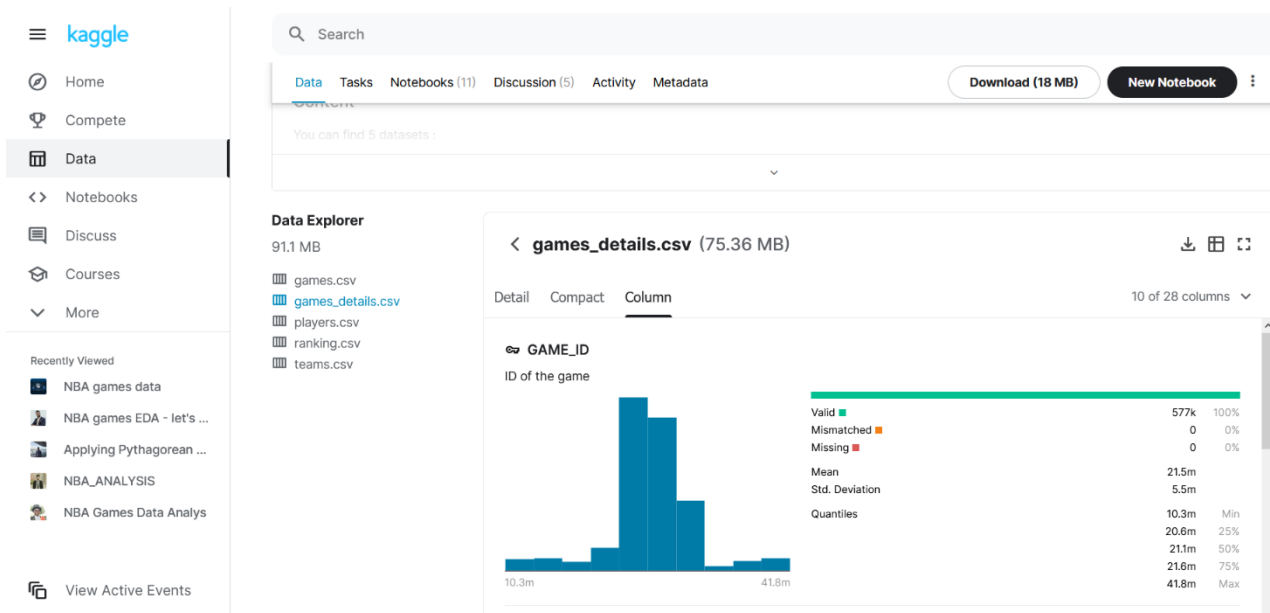 kaggle
Home
Compete
Data
Notebooks
Discuss
Courses
More
Recently Viewed
NBA games data
NBA games EDA - let's ...
Applying Pythagorean ...
NBA_ANALYSIS
NBA Games Data Analys
View Active Events
Search
Data Tasks Notebooks (11) Discussion (5) Activity Metadata Download (18 MB) New Notebook
Content
You can find 5 datasets :
Data Explorer
91.1 MB
games.csv
games_details.csv
players.csv
ranking.csv
teams.csv
games_details.csv (75.36 MB)
Detail Compact Column 10 of 28 columns
GAME_ID
ID of the game
10.3m 41.8m
Valid 577k 100%
Mismatched 0 0%
Missing 0 0%
Mean 21.5m
Std. Deviation 5.5m
Quantiles 10.3m Min
20.6m 25%
21.1m 50%
21.6m 75%
41.8m Max